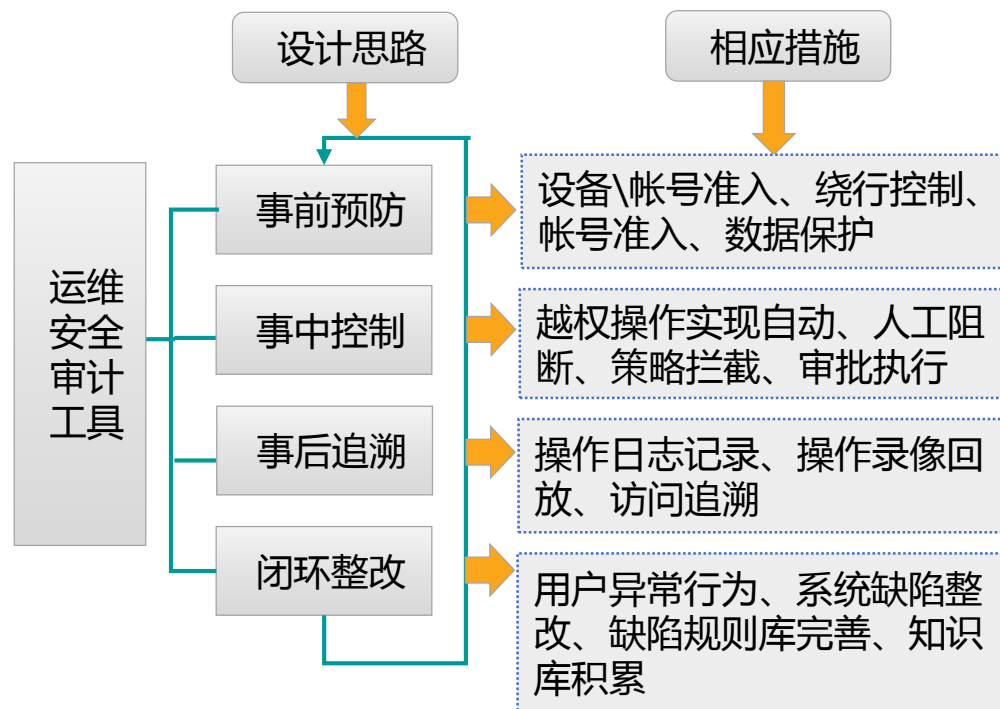 设计思路
相应措施
运维
安全
审计
工具
事前预防
设备\帐号准入、绕行控制、
帐号准入、数据保护
事中控制
越权操作实现自动、人工阻
断、策略拦截、审批执行
事后追溯
操作日志记录、操作录像回
放、访问追溯
闭环整改
用户异常行为、系统缺陷整
改、缺陷规则库完善、知识
库积累